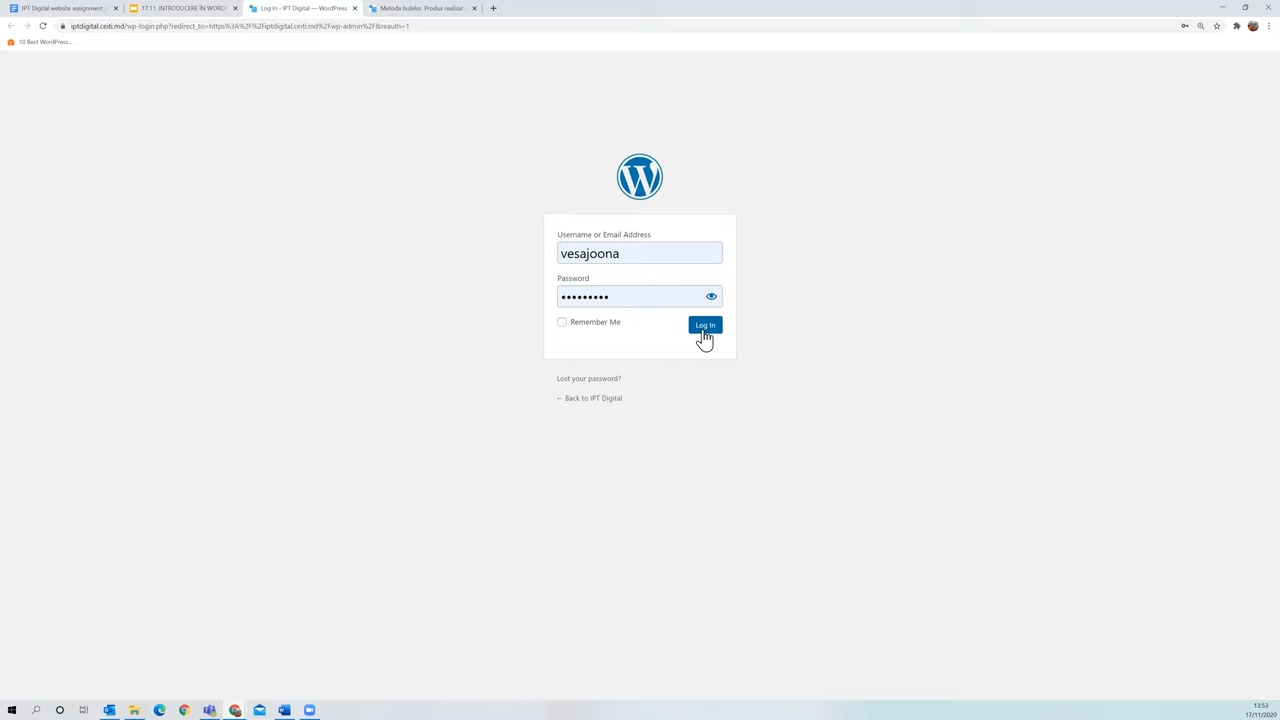 IPT Digital website assignment_
17.11. INTRODUCERE ÎN WORD
Log In ‹ IPT Digital — WordPress
Metoda bulelor. Produs realizat
iptdigital.ceiti.md/wp-login.php?redirect_to=https%3A%2F%2Fiptdigital.ceiti.md%2Fwp-admin%2F&reauth=1
10 Best WordPress...
Username or Email Address
vesajoona
Password
•••••••••
Remember Me
Log In
Lost your password?
← Back to IPT Digital
13:53
17/11/2020